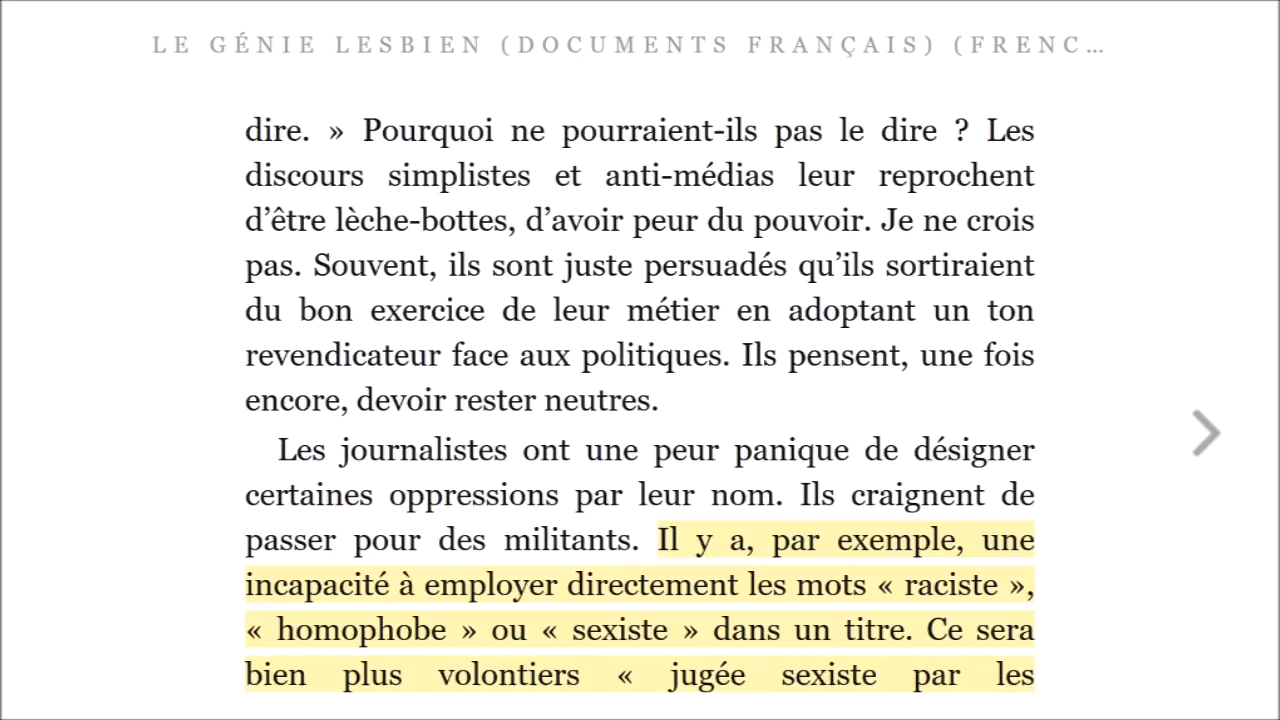 LE GÉNIE LESBIEN (DOCUMENTS FRANÇAIS) (FRENC…
dire. » Pourquoi ne pourraient-ils pas le dire ? Les
discours simplistes et anti-médias leur reprochent
d’être lèche-bottes, d’avoir peur du pouvoir. Je ne crois
pas. Souvent, ils sont juste persuadés qu’ils sortiraient
du bon exercice de leur métier en adoptant un ton
revendicateur face aux politiques. Ils pensent, une fois
encore, devoir rester neutres.
Les journalistes ont une peur panique de désigner
certaines oppressions par leur nom. Ils craignent de
passer pour des militants. Il y a, par exemple, une
incapacité à employer directement les mots « raciste »,
« homophobe » ou « sexiste » dans un titre. Ce sera
bien plus volontiers « jugée sexiste par les